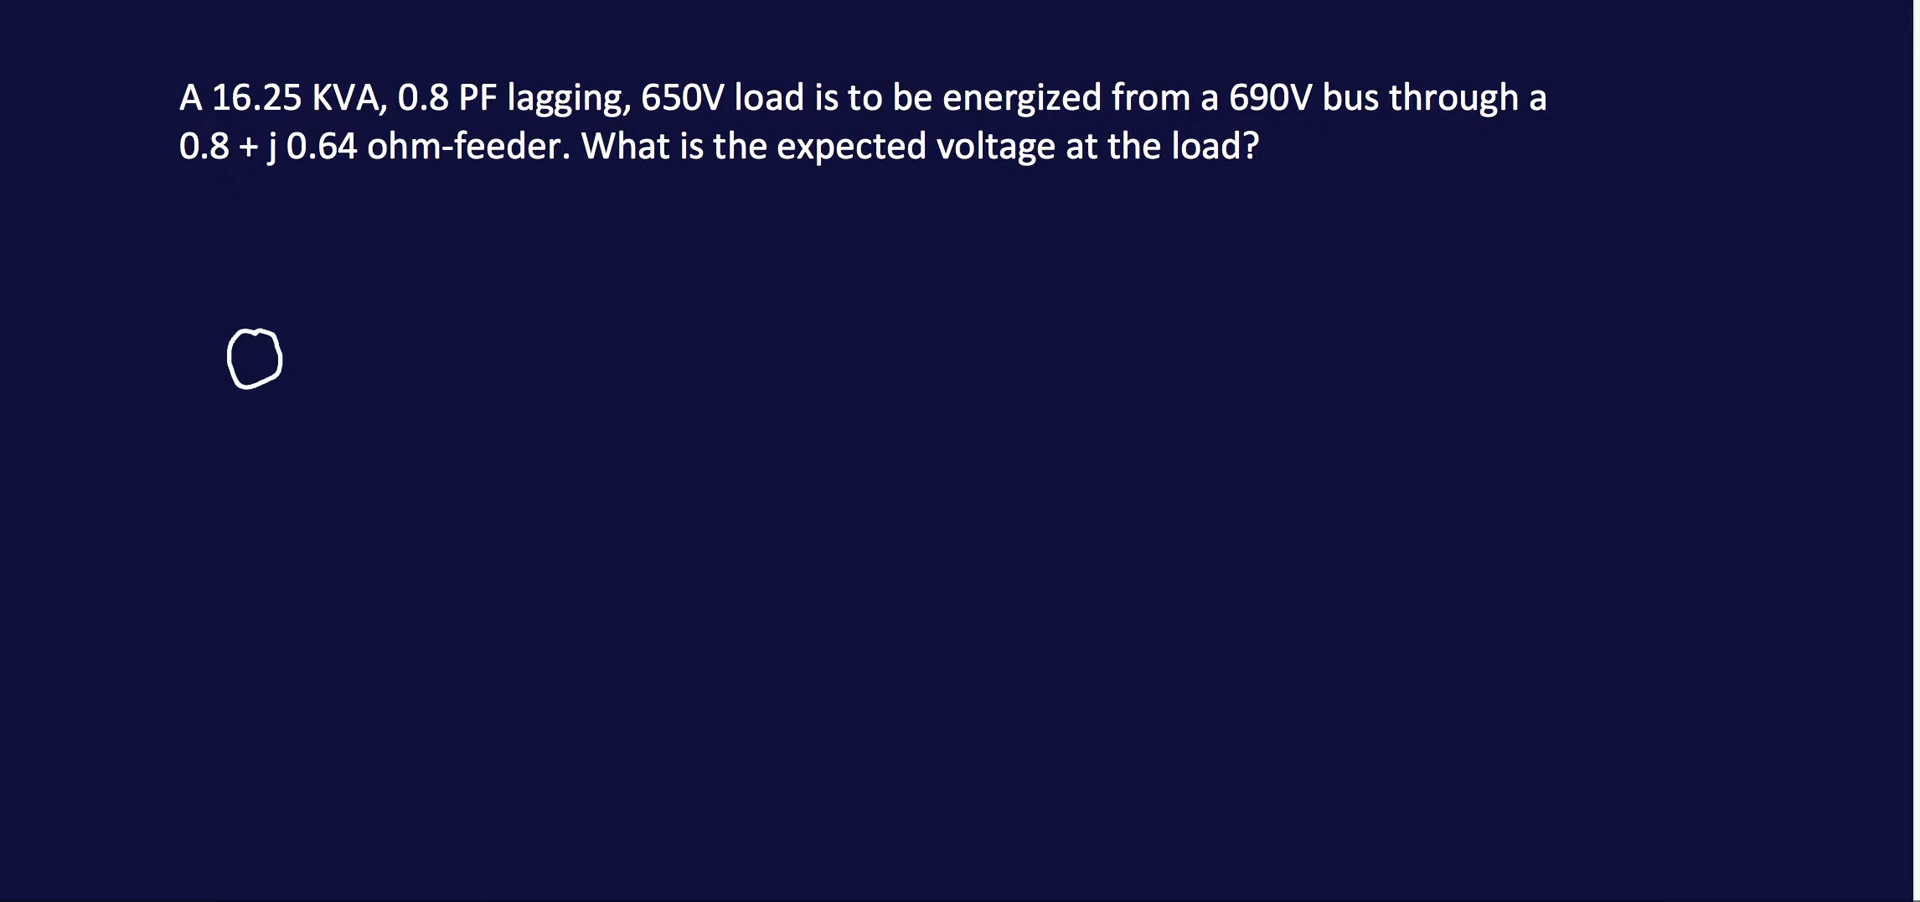 A 16.25 KVA, 0.8 PF lagging, 650V load is to be energized from a 690V bus through a
0.8 + j 0.64 ohm-feeder. What is the expected voltage at the load?